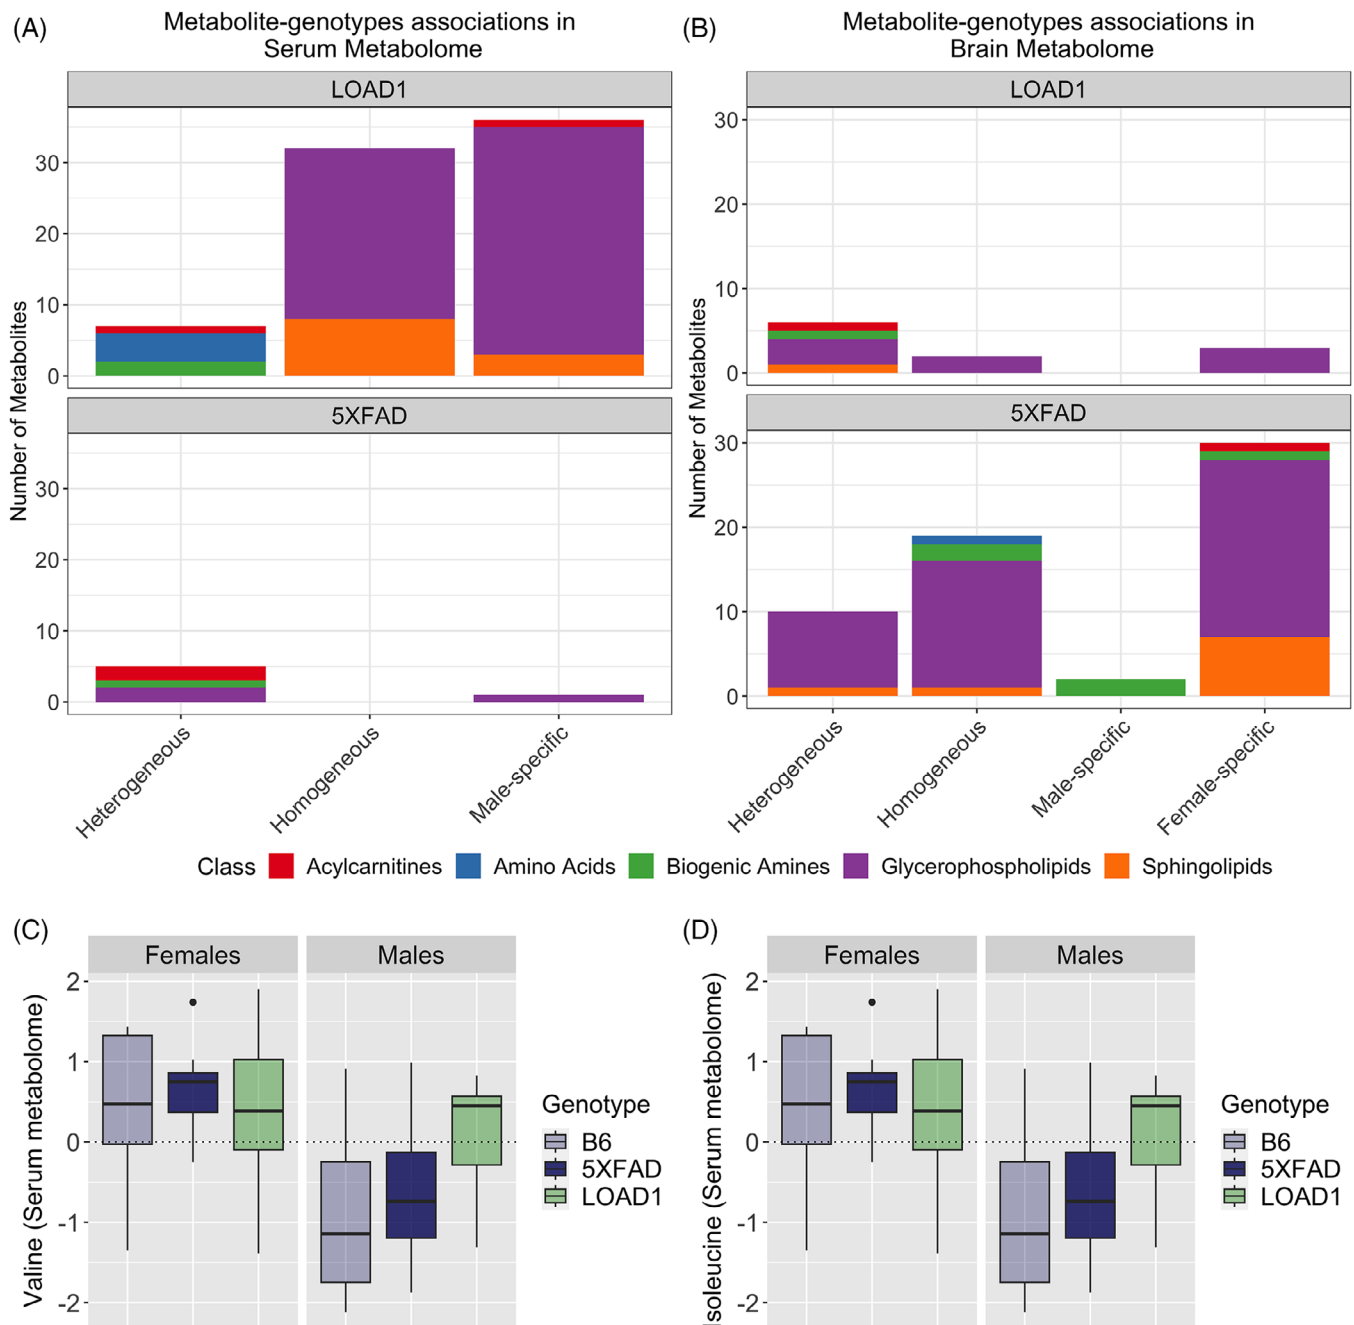 (A)
Metabolite-genotypes associations in
Serum Metabolome
LOAD1
30
20
10
0
5XFAD
30
20
10
0
Number of Metabolites
Heterogeneous
Homogeneous
Male-specific
(B)
Metabolite-genotypes associations in
Brain Metabolome
LOAD1
30
20
10
0
5XFAD
30
20
10
0
Number of Metabolites
Heterogeneous
Homogeneous
Male-specific
Female-specific
Class Acylcarnitines Amino Acids Biogenic Amines Glycerophospholipids Sphingolipids
(C)
Females Males
2
1
0
-1
-2
Valine (Serum metabolome)
Genotype
B6
5XFAD
LOAD1
(D)
Females Males
2
1
0
-1
-2
Isoleucine (Serum metabolome)
Genotype
B6
5XFAD
LOAD1